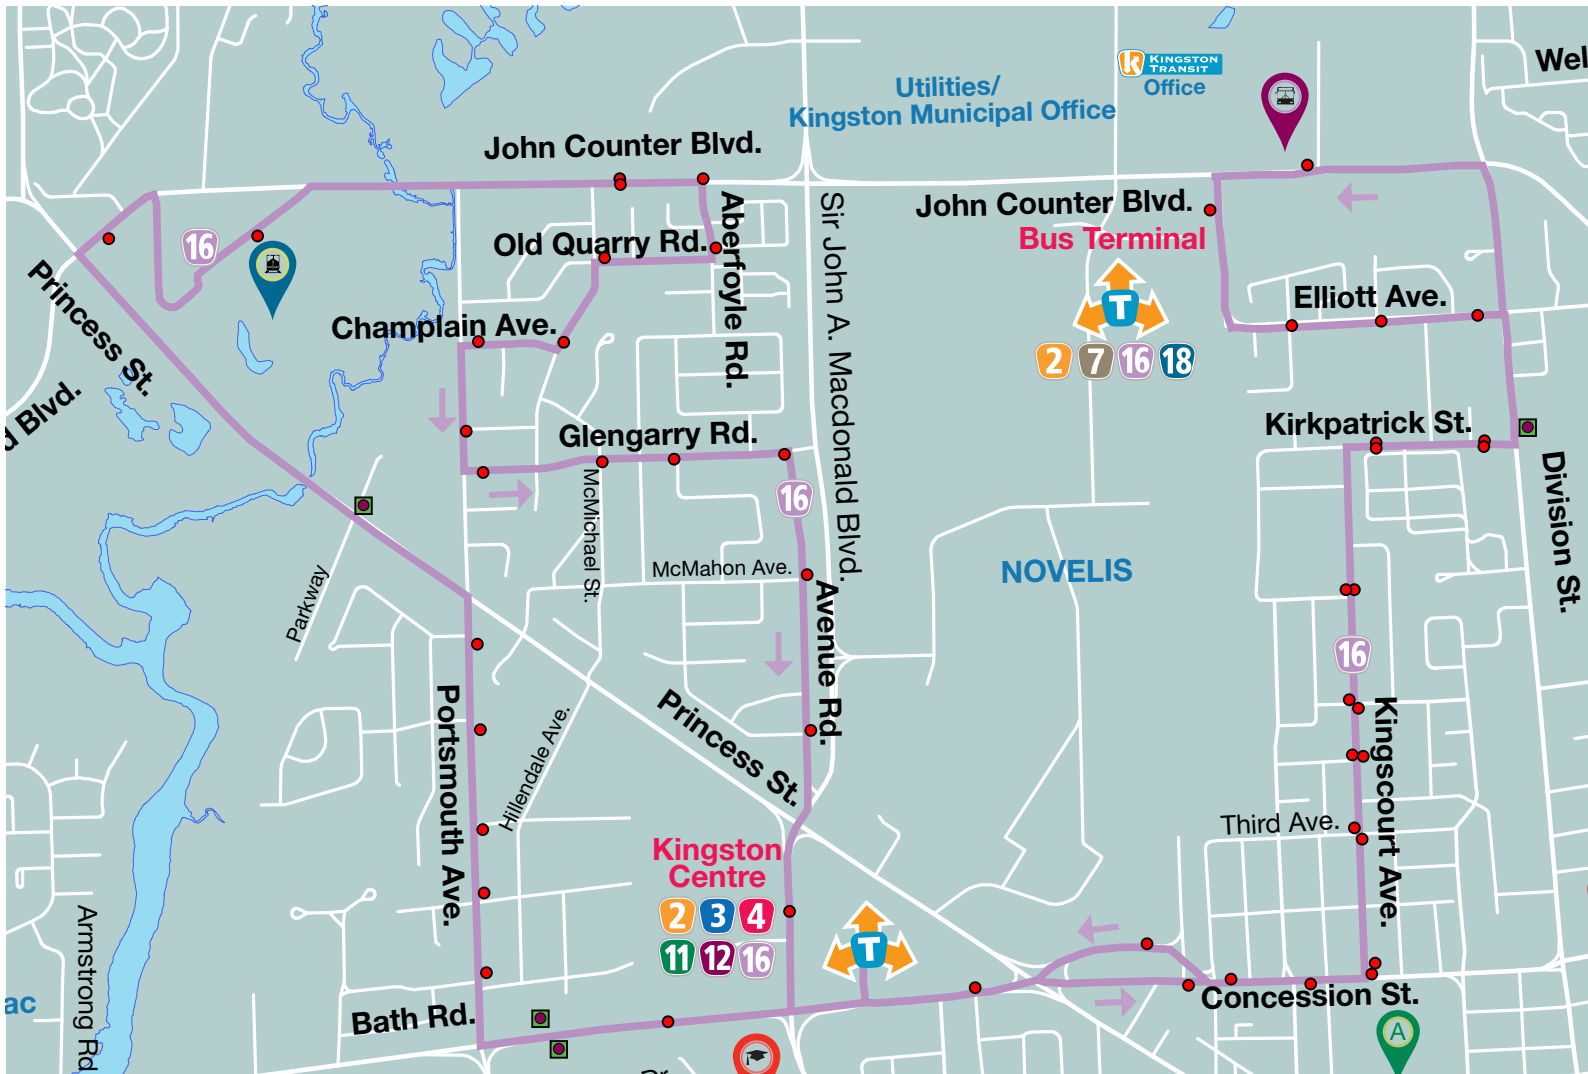 Wel
KINGSTON
TRANSIT
Office
Utilities/
Kingston Municipal Office
John Counter Blvd.
John Counter Blvd.
Bus Terminal
T
2 7 16 18
Aberfoyle Rd.
Sir John A. Macdonald Blvd.
Old Quarry Rd.
16
Princess St.
Champlain Ave.
Elliott Ave.
d Blvd.
Glengarry Rd.
Kirkpatrick St.
Division St.
McMichael St.
16
McMahon Ave.
NOVELIS
Parkway
Avenue Rd.
16
Portsmouth Ave.
Hillendale Ave.
Princess St.
Kingscourt Ave.
Third Ave.
Kingston
Centre
2 3 4
11 12 16
T
Armstrong Rd
ac
Bath Rd.
Concession St.
A